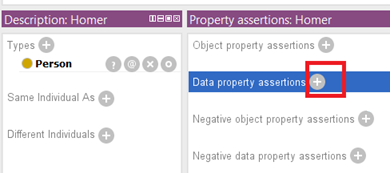 Description: Homer
Types
Person
Same Individual As
Different Individuals
Property assertions: Homer
Object property assertions
Data property assertions
Negative object property assertions
Negative data property assertions